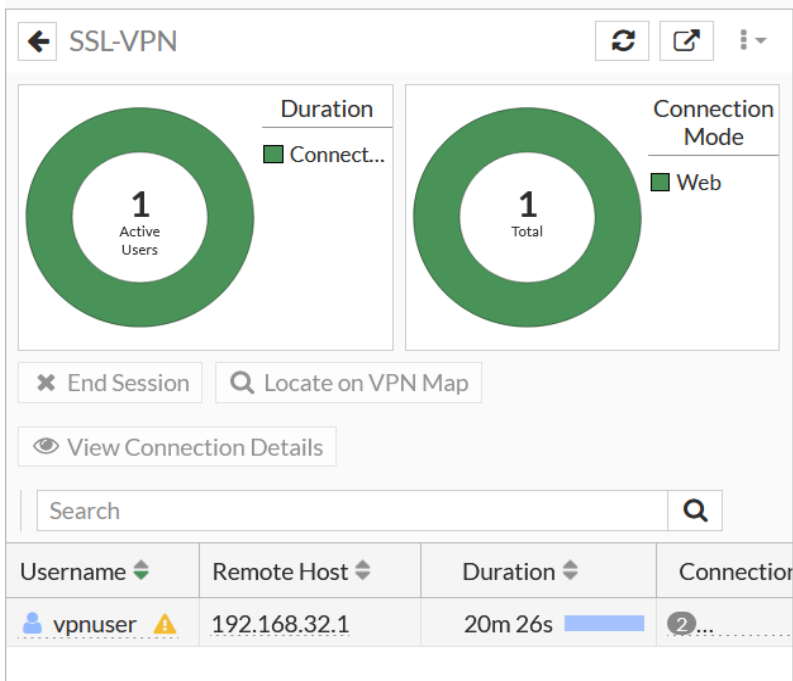 SSL-VPN
1
Active
Users
Duration
Connect...
1
Total
Connection
Mode
Web
End Session
Locate on VPN Map
View Connection Details
Search
Username Remote Host Duration Connection
vpnuser 192.168.32.1 20m 26s 2...